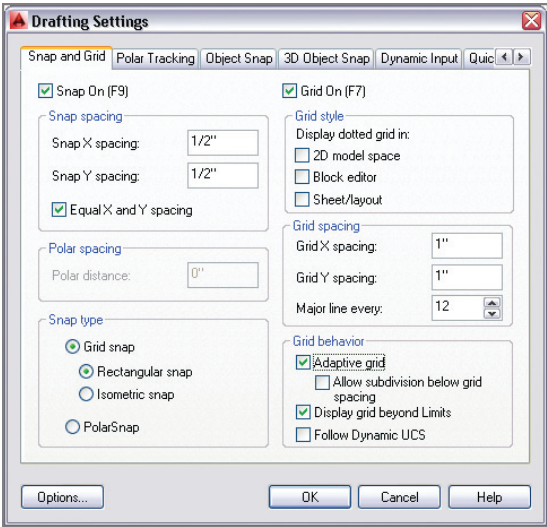 Drafting Settings
Snap and Grid Polar Tracking Object Snap 3D Object Snap Dynamic Input Quic
Snap On (F9)
Grid On (F7)
Snap spacing
Snap X spacing: 1/2"
Snap Y spacing: 1/2"
Equal X and Y spacing
Polar spacing
Polar distance: 0"
Snap type
Grid snap
Rectangular snap
Isometric snap
PolarSnap
Grid style
Display dotted grid in:
2D model space
Block editor
Sheet/layout
Grid spacing
Grid X spacing: 1"
Grid Y spacing: 1"
Major line every: 12
Grid behavior
Adaptive grid
Allow subdivision below grid
spacing
Display grid beyond Limits
Follow Dynamic UCS
Options... OK Cancel Help